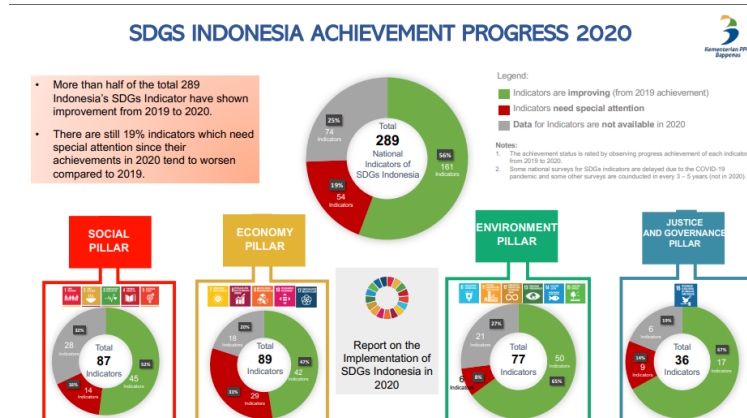 SDGS INDONESIA ACHIEVEMENT PROGRESS 2020
Kementerian PPN/
Bappenas
• More than half of the total 289
Indonesia's SDGs Indicator have shown
improvement from 2019 to 2020.
• There are still 19% indicators which need
special attention since their
achievements in 2020 tend to worsen
compared to 2019.
25%
74
Indicators
Total
289
National
Indicators of
SDGs Indonesia
56%
161
Indicators
19%
54
Indicators
Legend:
Indicators are improving (from 2019 achievement)
Indicators need special attention
Data for Indicators are not available in 2020
Notes:
1. The achievement status is rated by observing progress achievement of each indicator
from 2019 to 2020.
2. Some national surveys for SDGs indicators are delayed due to the COVID-19
pandemic and some other surveys are counducted in every 3 – 5 years (not in 2020).
SOCIAL
PILLAR
32%
28
Indicators
Total
87
Indicators
52%
45
Indicators
16%
14
Indicators
ECONOMY
PILLAR
20%
18
Indicators
Total
89
Indicators
47%
42
Indicators
33%
29
Indicators
Report on the
Implementation of
SDGs Indonesia in
2020
ENVIRONMENT
PILLAR
27%
21
Indicators
Total
77
Indicators
50
Indicators
65%
6
Indicators
8%
JUSTICE
AND GOVERNANCE
PILLAR
19%
6
Indicators
Total
36
Indicators
67%
17
Indicators
14%
9
Indicators